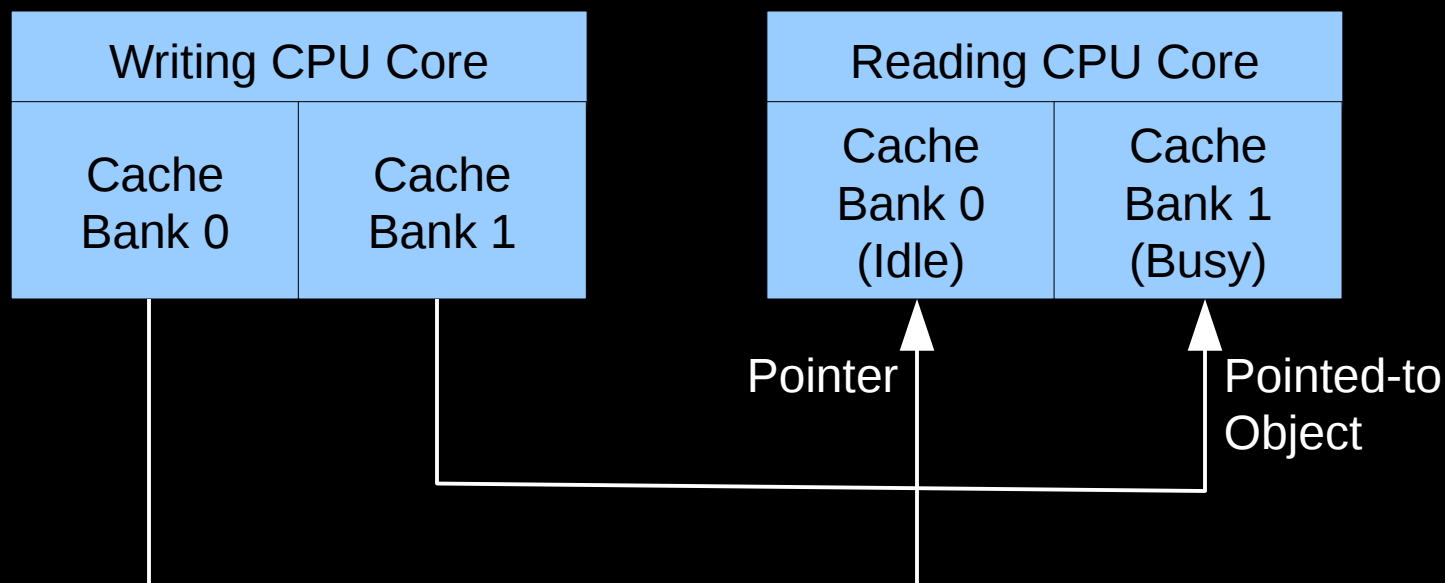 Writing CPU Core
Cache
Bank 0
Cache
Bank 1
Reading CPU Core
Cache
Bank 0
(Idle)
Cache
Bank 1
(Busy)
Pointer
Pointed-to
Object